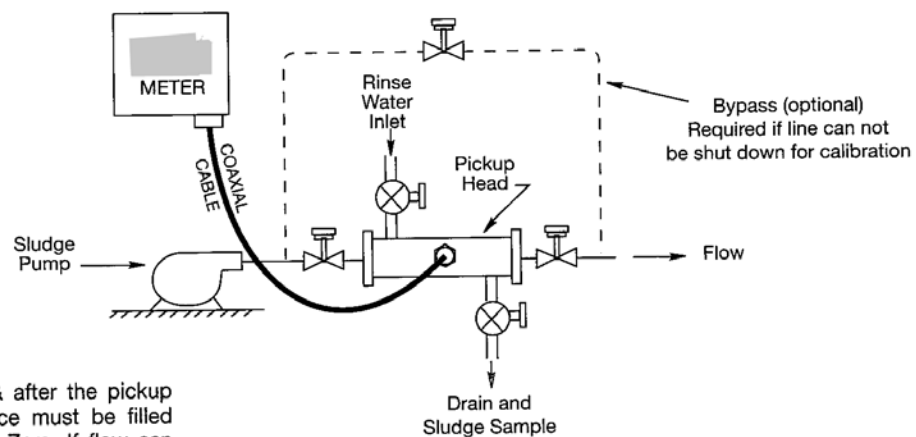 METER
COAXIAL
CABLE
Rinse
Water
Inlet
Bypass (optional)
Required if line can not
be shut down for calibration
Pickup
Head
Sludge
Pump
Flow
Drain and
Sludge Sample
after the pickup
ce must be filled
If flow can